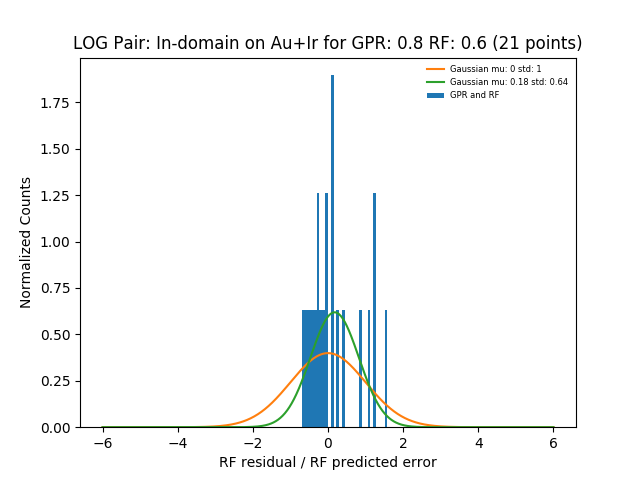 LOG Pair: In-domain on Au+Ir for GPR: 0.8 RF: 0.6 (21 points)
Gaussian mu: 0 std: 1
Gaussian mu: 0.18 std: 0.64
GPR and RF
Normalized Counts
1.75
1.50
1.25
1.00
0.75
0.50
0.25
0.00
−6 −4 −2 0 2 4 6
RF residual / RF predicted error